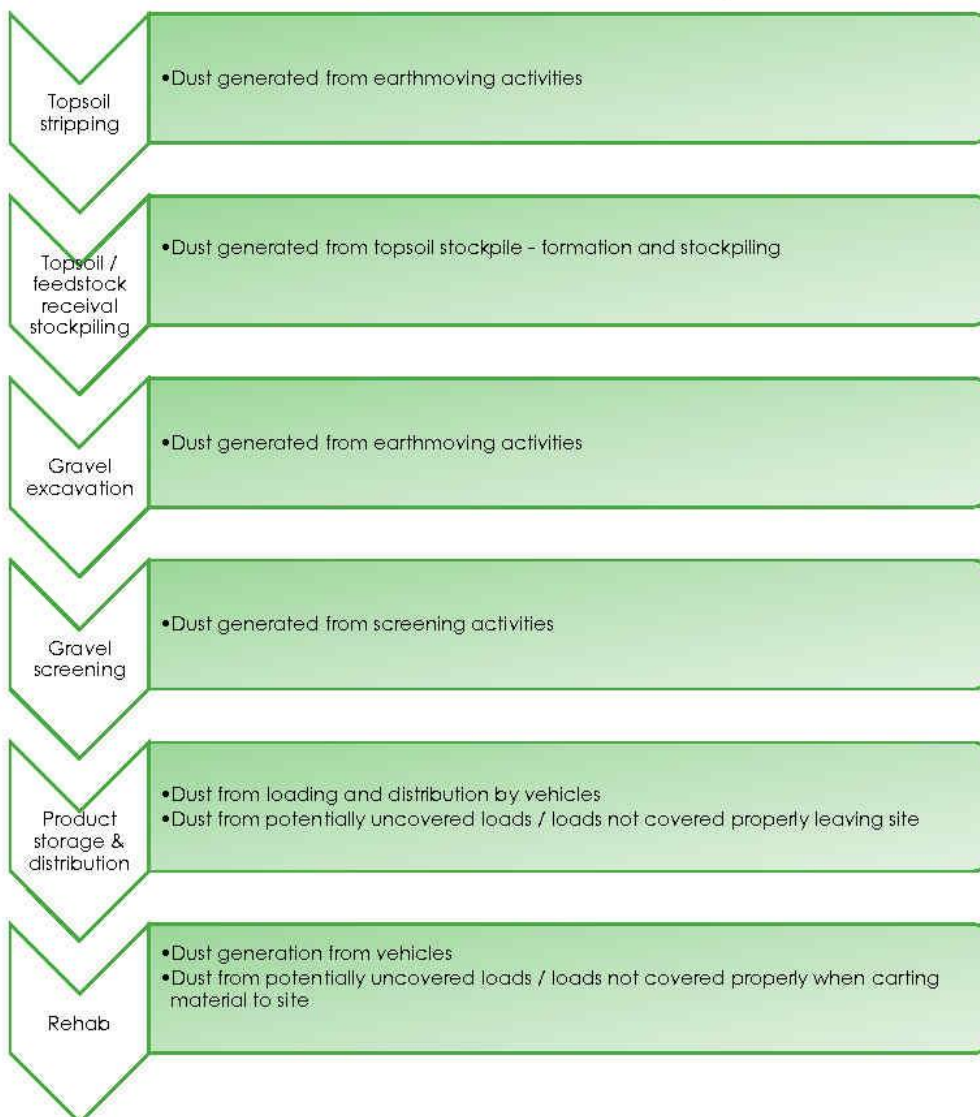 Topsoil
stripping
•Dust generated from earthmoving activities
Topsoil /
feedstock
receival
stockpiling
•Dust generated from topsoil stockpile - formation and stockpiling
Gravel
excavation
•Dust generated from earthmoving activities
Gravel
screening
•Dust generated from screening activities
Product
storage &
distribution
•Dust from loading and distribution by vehicles
•Dust from potentially uncovered loads / loads not covered properly leaving site
Rehab
•Dust generation from vehicles
•Dust from potentially uncovered loads / loads not covered properly when carting
material to site